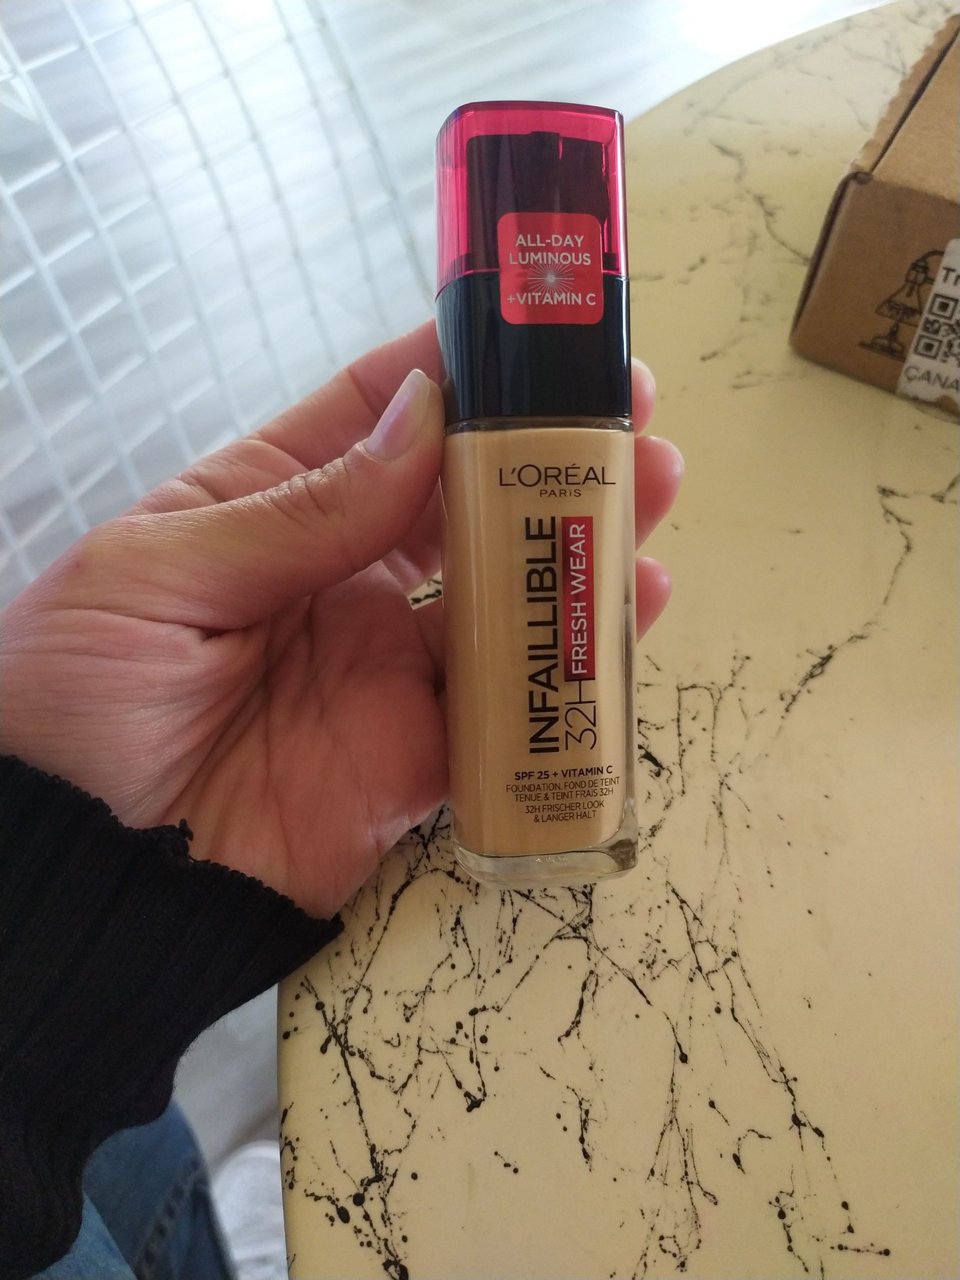 ALL-DAY
LUMINOUS
+VITAMIN C
L'ORÉAL
PARIS
INFAILLIBLE
32H FRESH WEAR
SPF 25 + VITAMIN C
FOUNDATION, FOND DE TEINT
TENUE & TEINT FRAIS 32H
32H FRISCHER LOOK
& LANGER HALT